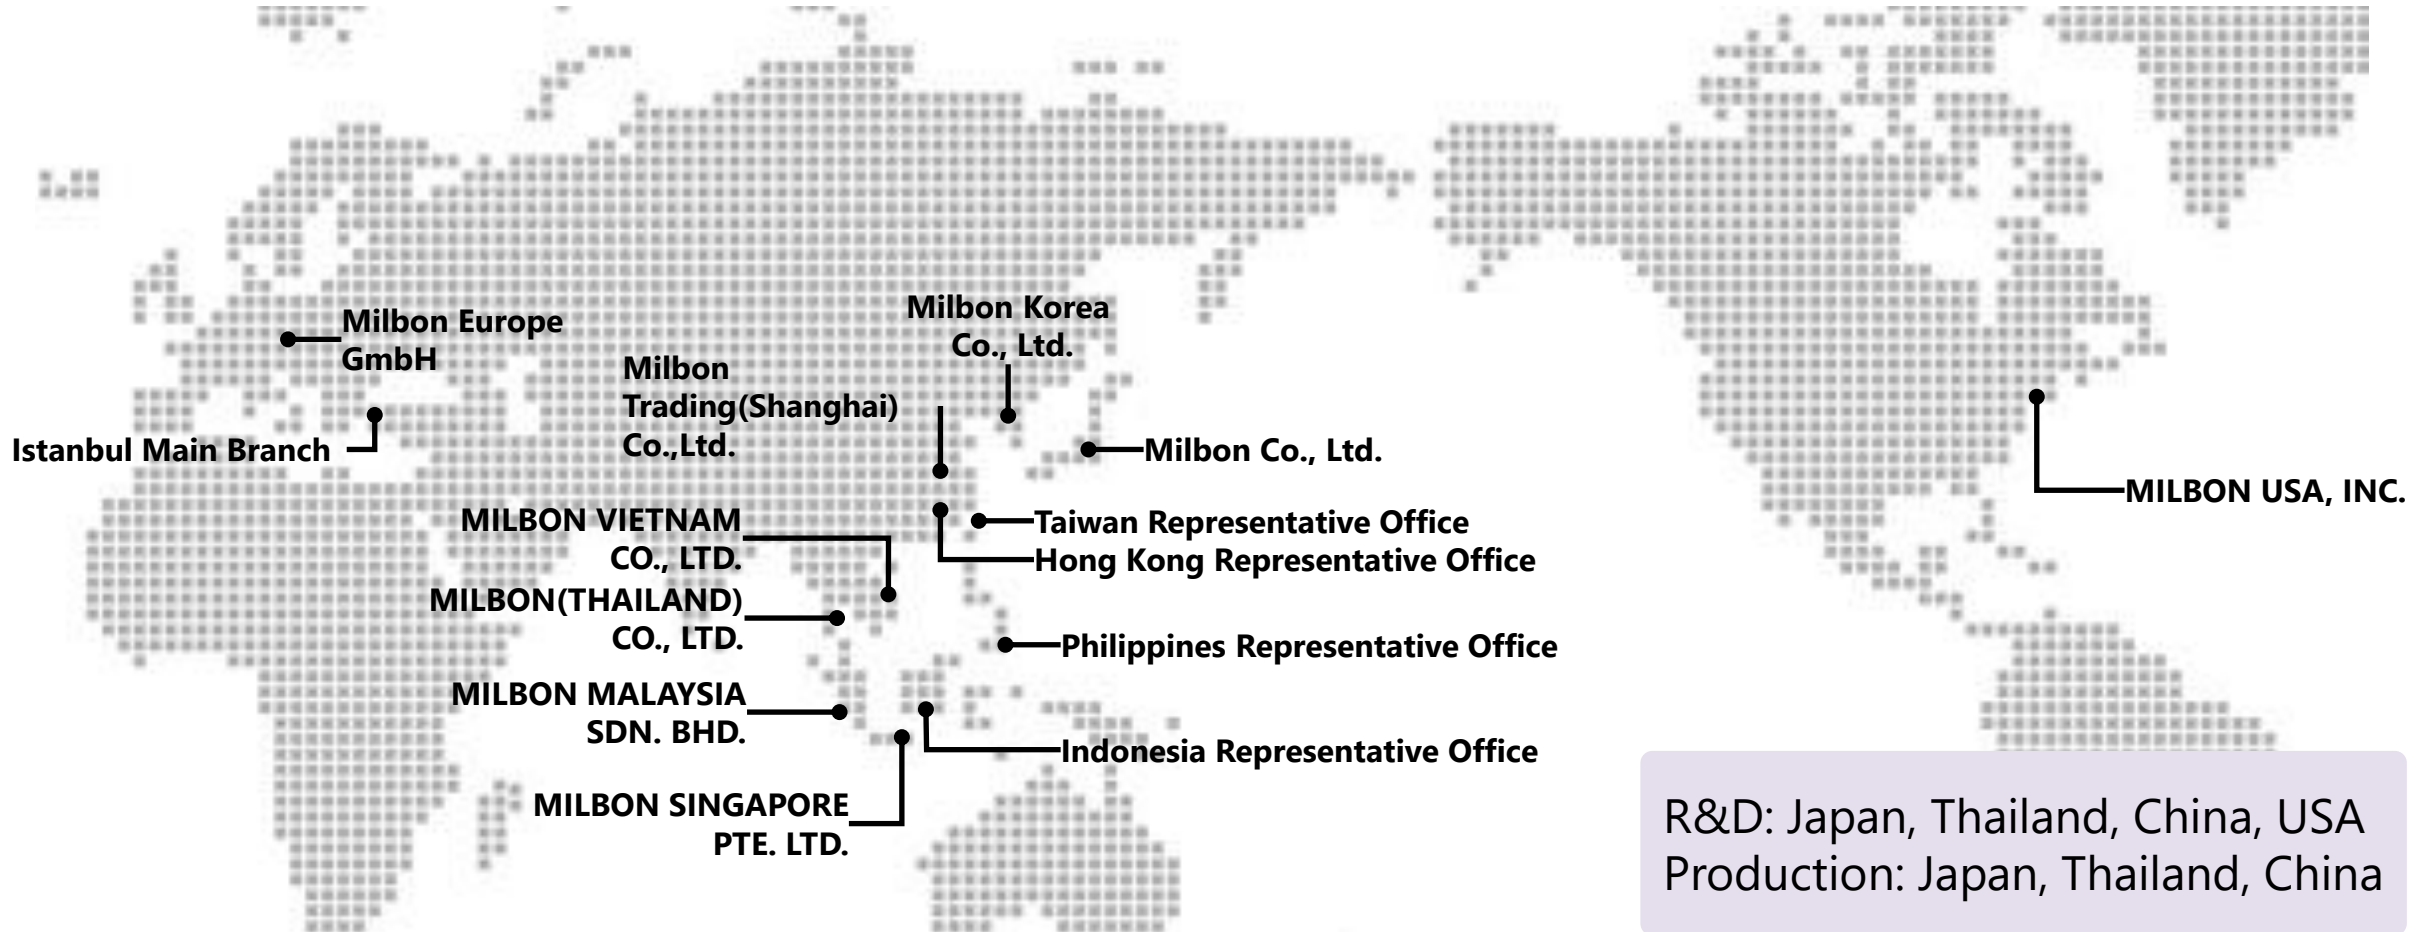 Milbon Europe
GmbH
Istanbul Main Branch
Milbon
Trading(Shanghai)
Co.,Ltd.
Milbon Korea
Co., Ltd.
Milbon Co., Ltd.
MILBON USA, INC.
MILBON VIETNAM
CO., LTD.
Taiwan Representative Office
Hong Kong Representative Office
MILBON(THAILAND)
CO., LTD.
Philippines Representative Office
MILBON MALAYSIA
SDN. BHD.
Indonesia Representative Office
MILBON SINGAPORE
PTE. LTD.
R&D: Japan, Thailand, China, USA
Production: Japan, Thailand, China